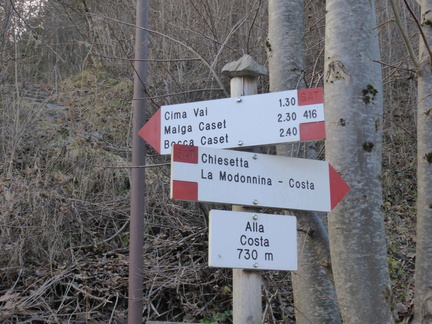 Cima Vai 1.30 SAT
Malga Caset 2.30 416
Bocca Caset 2.40
Chiesetta
La Modonnina - Costa
Alla
Costa
730 m